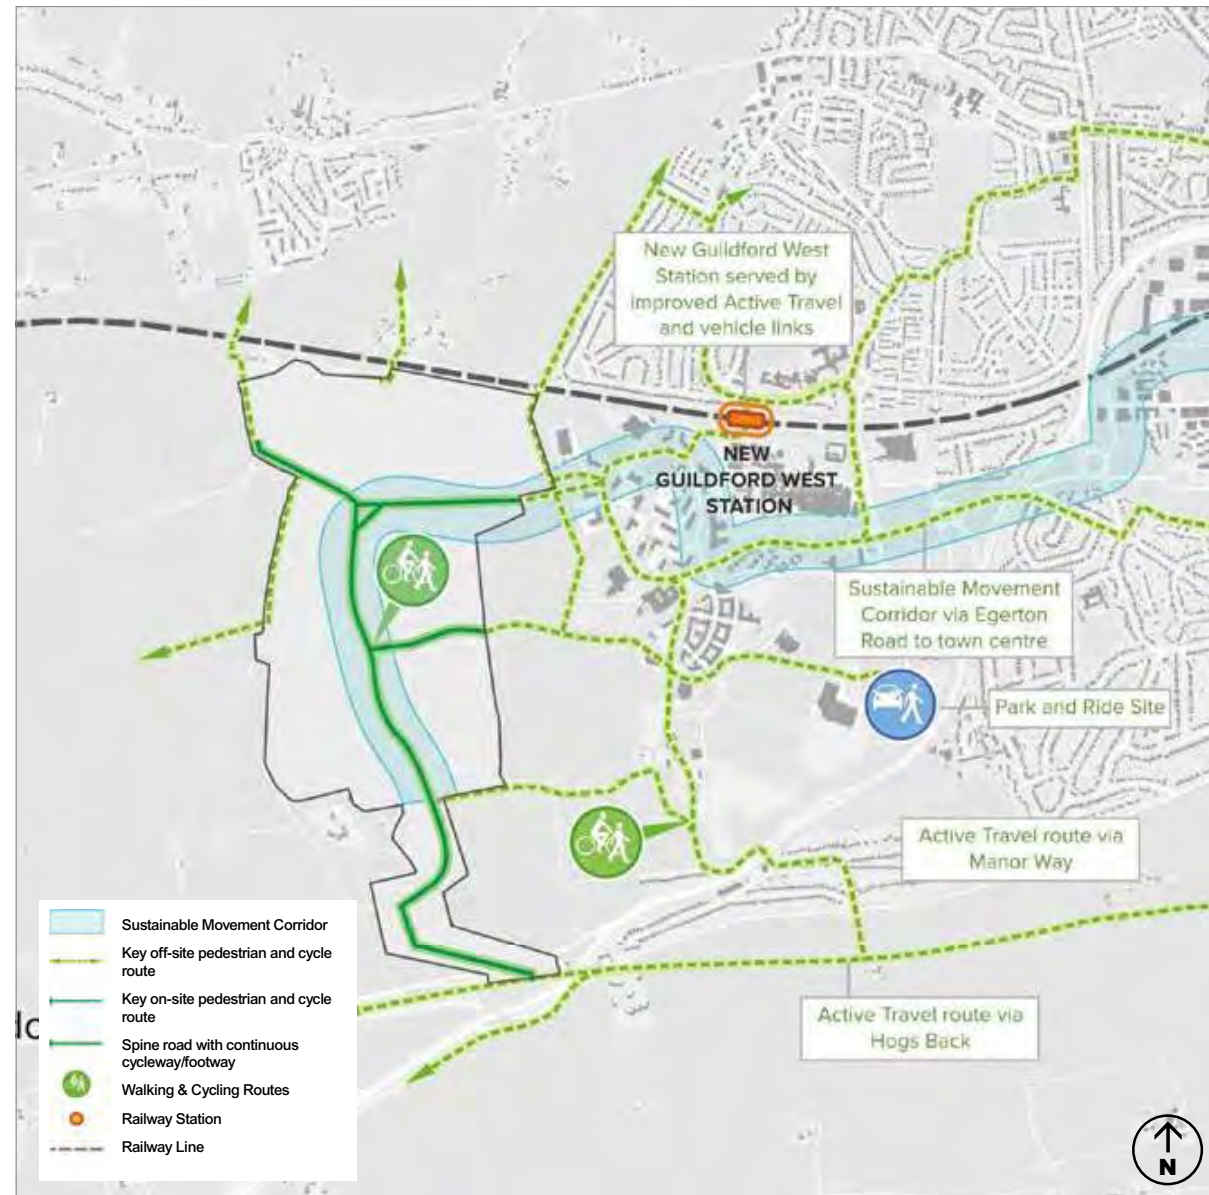 New Guildford West
Station served by
improved Active Travel
and vehicle links
NEW
GUILDFORD WEST
STATION
Sustainable Movement
Corridor via Egerton
Road to town centre
Park and Ride Site
Active Travel route via
Manor Way
Active Travel route via
Hogs Back
Sustainable Movement Corridor
Key off-site pedestrian and cycle
route
Key on-site pedestrian and cycle
route
Spine road with continuous
cycleway/footway
Walking & Cycling Routes
Railway Station
Railway Line
N